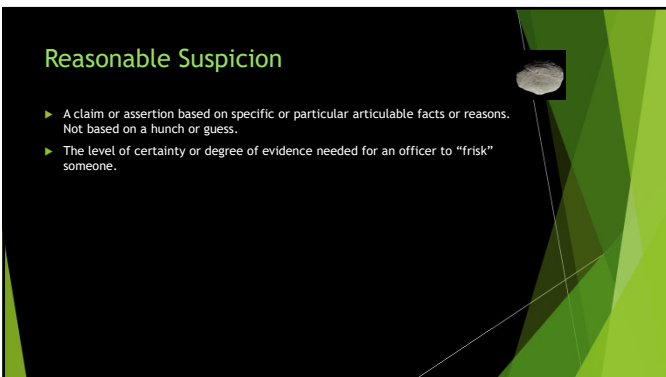 Reasonable Suspicion
A claim or assertion based on specific or particular articulable facts or reasons.
Not based on a hunch or guess.
The level of certainty or degree of evidence needed for an officer to “frisk”
someone.